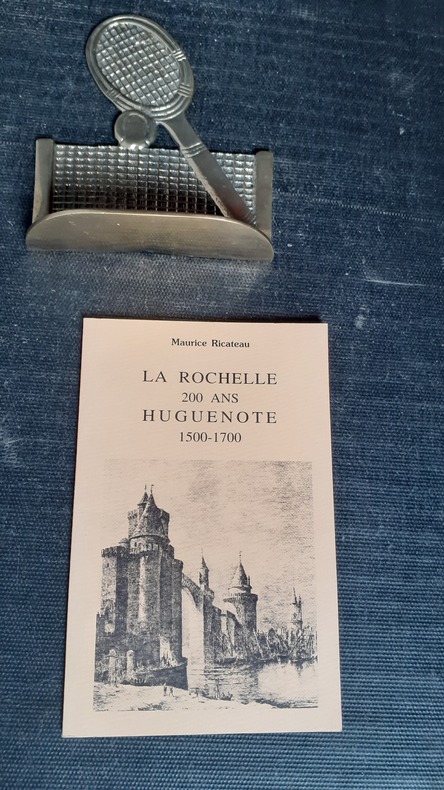 Maurice Ricateau
LA ROCHELLE
200 ANS
HUGUENOTE
1500-1700